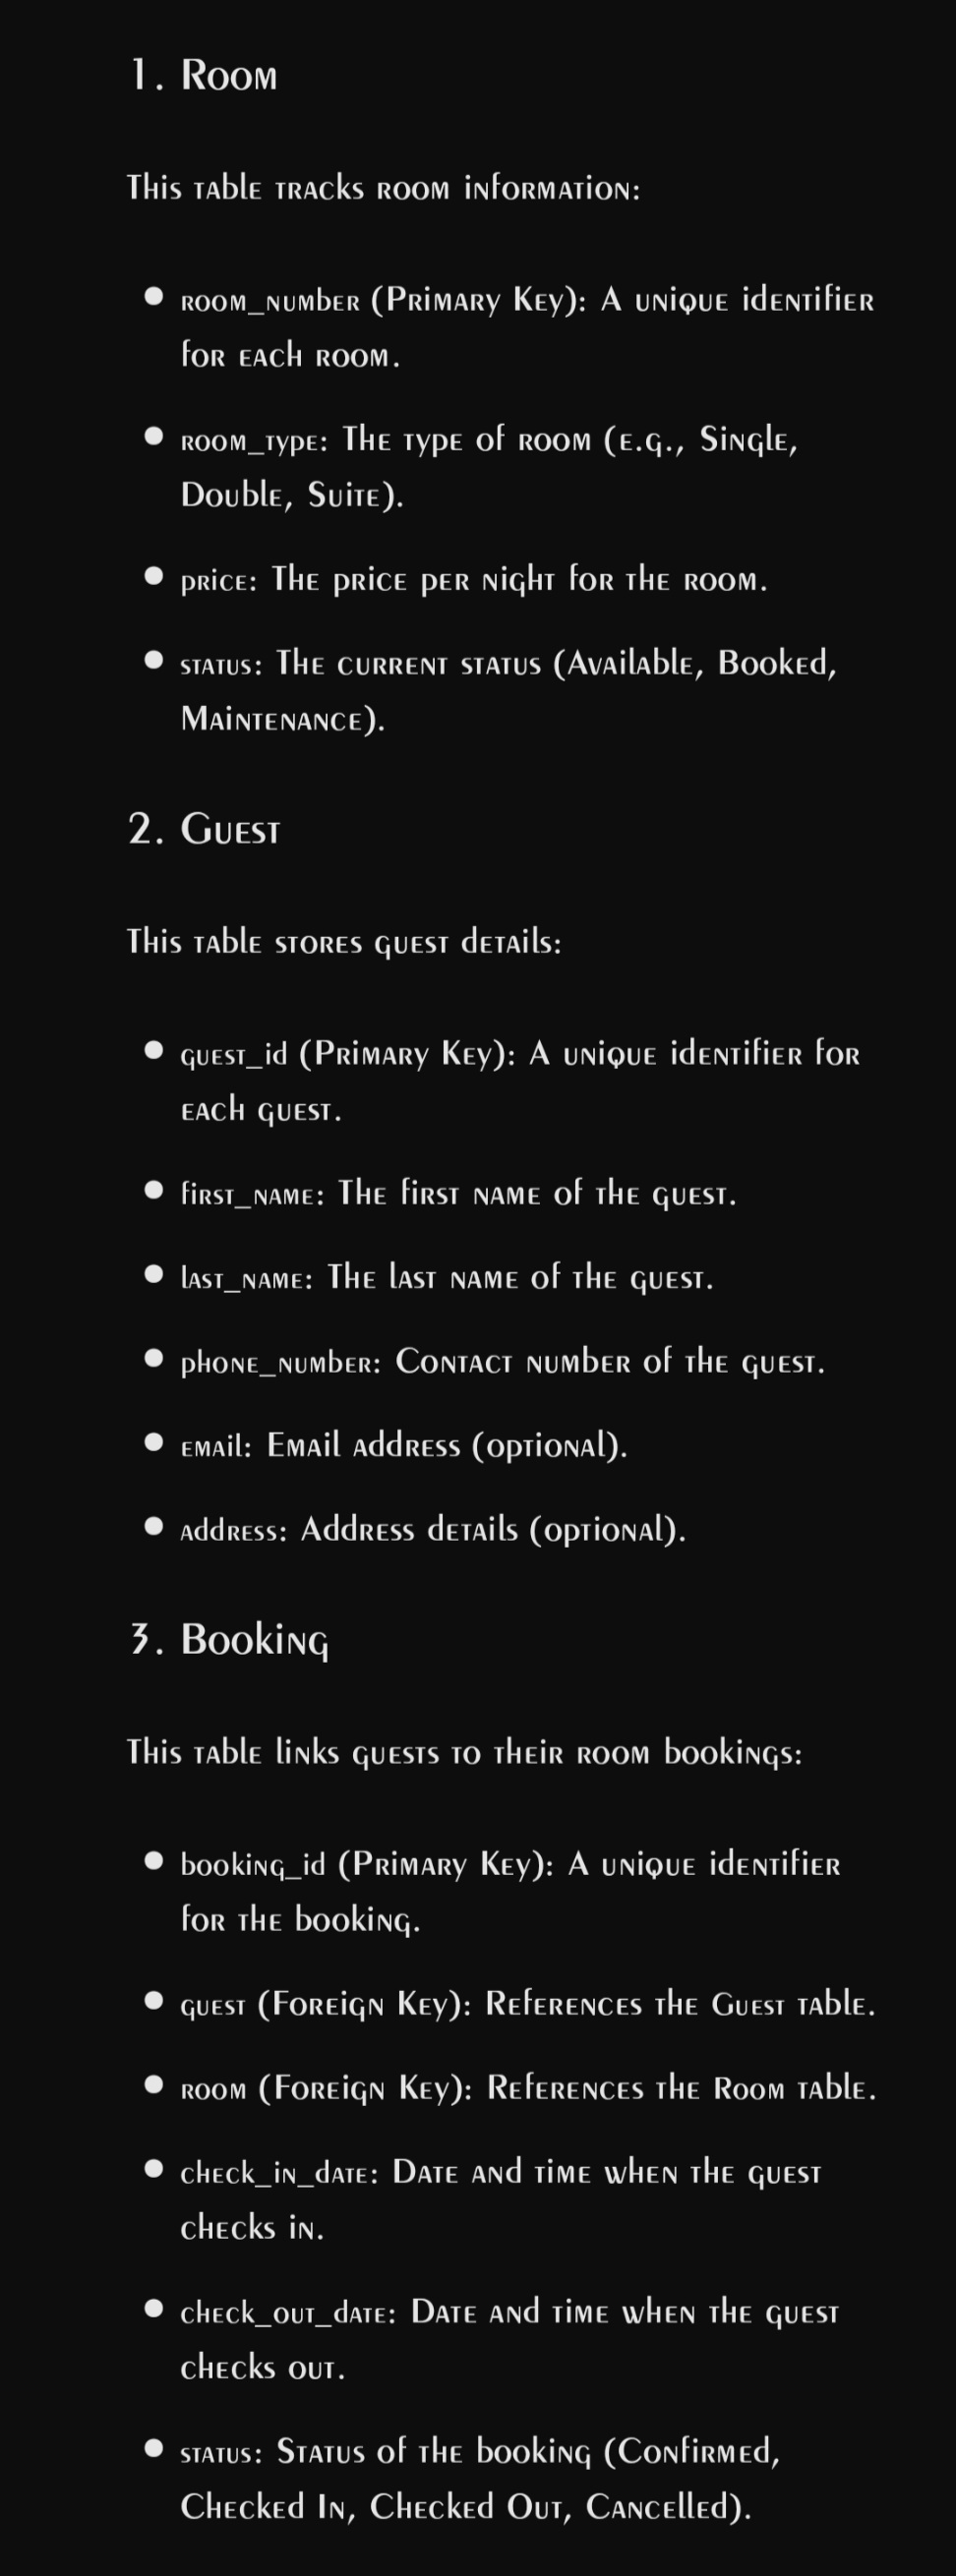 1. Room
This table tracks room information:
• room_number (Primary Key): A unique identifier
for each room.
• room_type: The type of room (e.g., Single,
Double, Suite).
• price: The price per night for the room.
• status: The current status (Available, Booked,
Maintenance).
2. Guest
This table stores guest details:
• guest_id (Primary Key): A unique identifier for
each guest.
• first_name: The first name of the guest.
• last_name: The last name of the guest.
• phone_number: Contact number of the guest.
• email: Email address (optional).
• address: Address details (optional).
3. Booking
This table links guests to their room bookings:
• booking_id (Primary Key): A unique identifier
for the booking.
• guest (Foreign Key): References the Guest table.
• room (Foreign Key): References the Room table.
• check_in_date: Date and time when the guest
checks in.
• check_out_date: Date and time when the guest
checks out.
• status: Status of the booking (Confirmed,
Checked In, Checked Out, Cancelled).